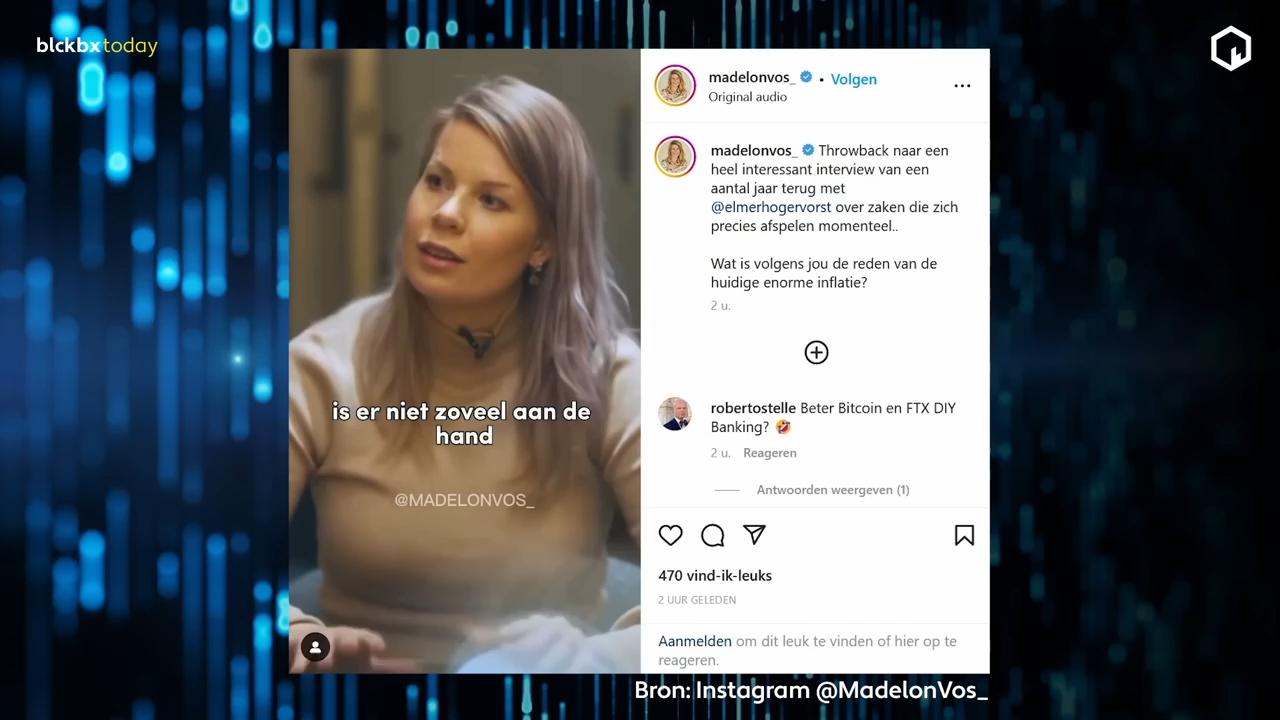 blckbxtoday
madelonvos_ • Volgen
Original audio
madelonvos_ Throwback naar een
heel interessant interview van een
aantal jaar terug met
@elmerhogervorst over zaken die zich
precies afspelen momenteel..
Wat is volgens jou de reden van de
huidige enorme inflatie?
2 u.
robertostelle Beter Bitcoin en FTX DIY
Banking? 🤣
2 u. Reageren
Antwoorden weergeven (1)
470 vind-ik-leuks
2 UUR GELEDEN
Aanmelden om dit leuk te vinden of hier op te
reageren.
is er niet zoveel aan de
hand
@MADELONVOS_
Bron: Instagram @MadelonVos_